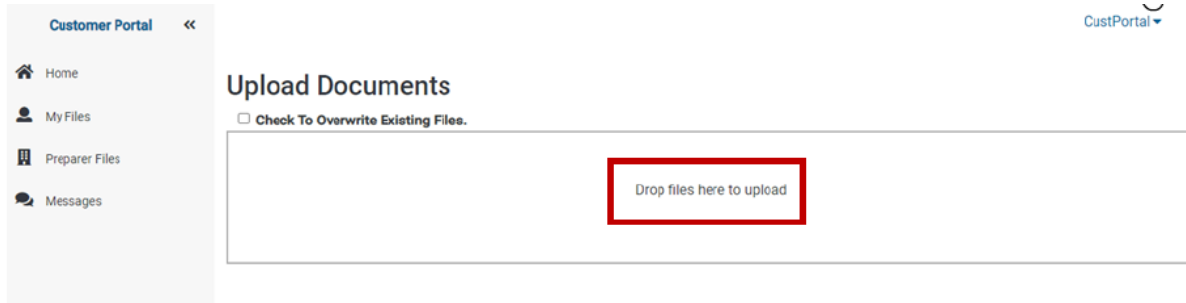 Customer Portal
CustPortal
Home
My Files
Preparer Files
Messages
Upload Documents
Check To Overwrite Existing Files.
Drop files here to upload